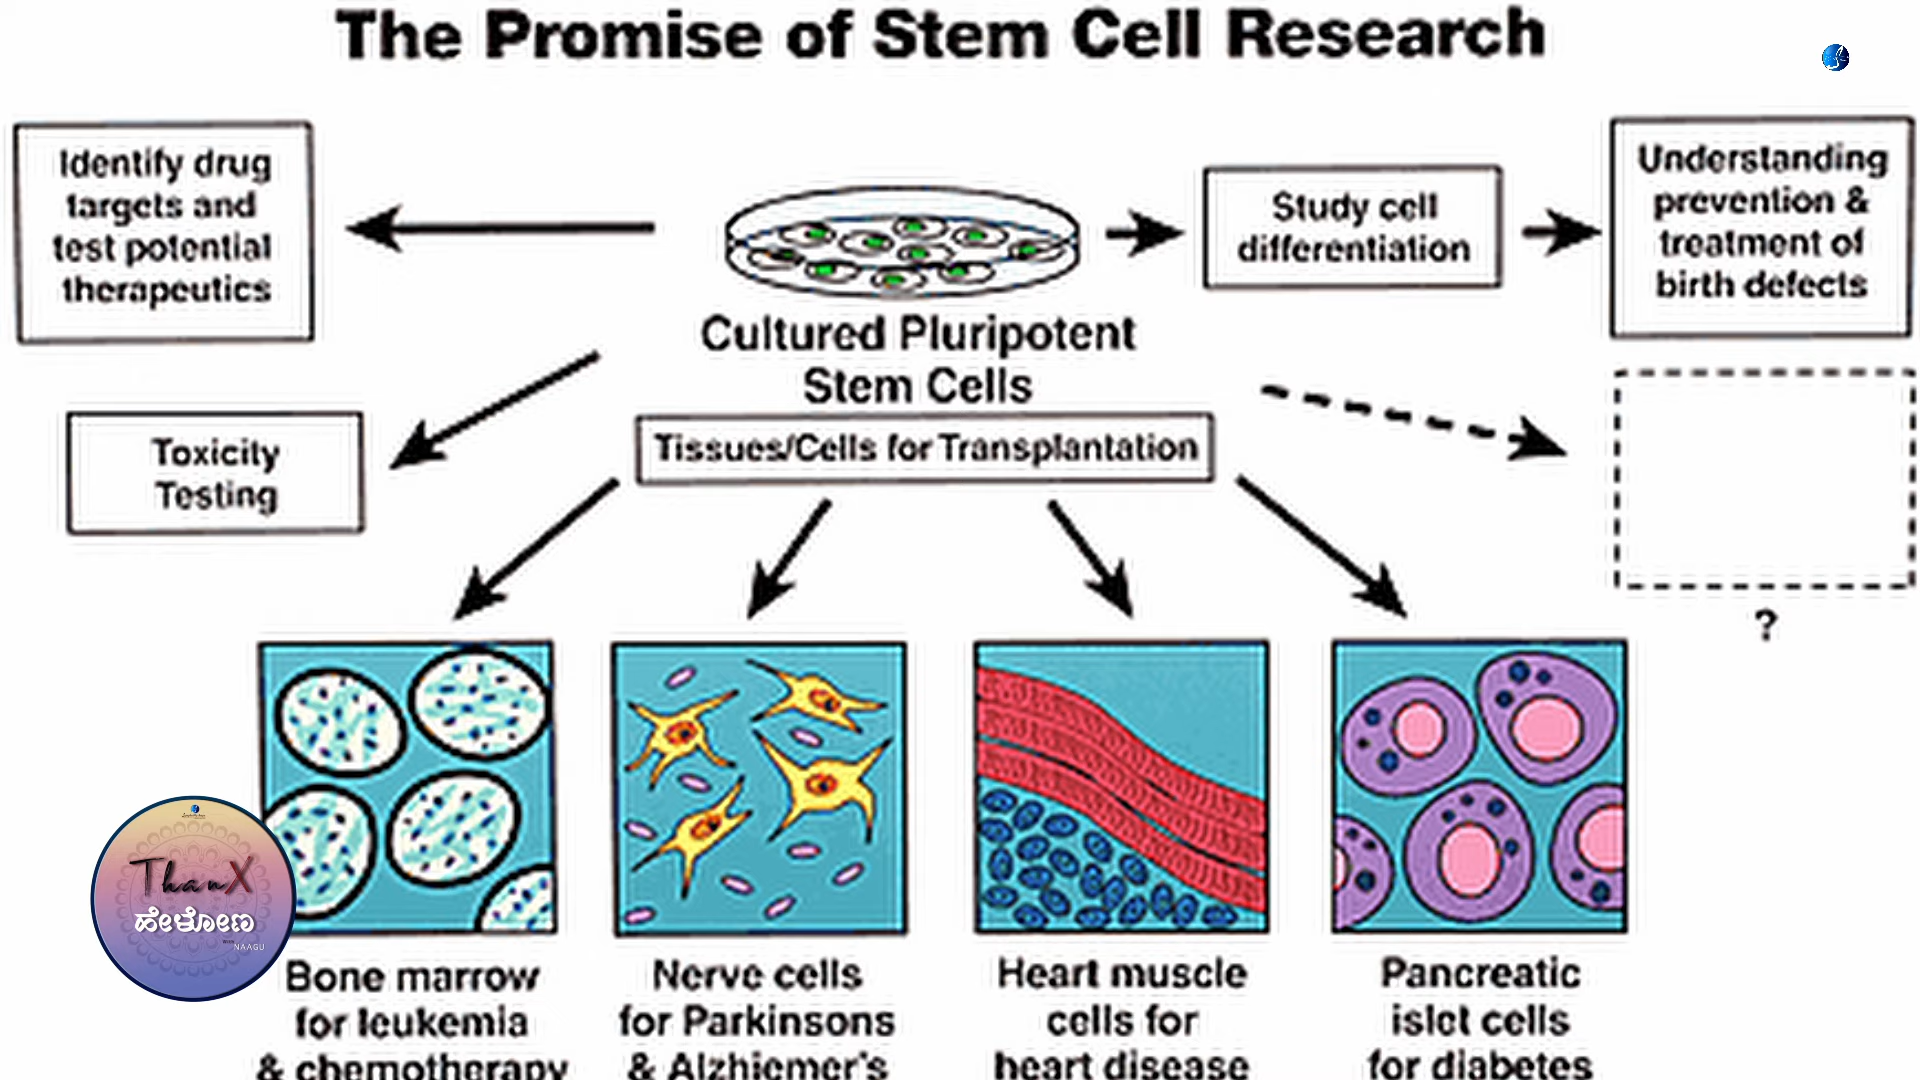 The Promise of Stem Cell Research
Identify drug
targets and
test potential
therapeutics
Study cell
differentiation
Understanding
prevention &
treatment of
birth defects
Cultured Pluripotent
Stem Cells
Toxicity
Testing
Tissues/Cells for Transplantation
?
ThanX
ಹೇಳೋಣ
NAAGU
Bone marrow
for leukemia
& chemotherapy
Nerve cells
for Parkinsons
& Alzhiemer's
Heart muscle
cells for
heart disease
Pancreatic
islet cells
for diabetes